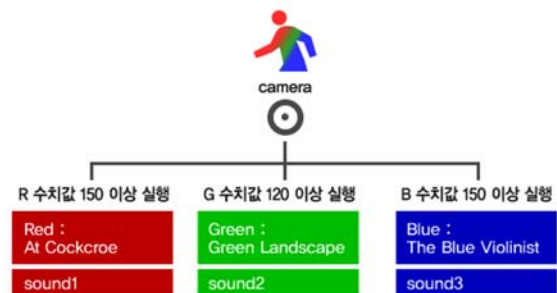 camera
R 수치값 150 이상 실행
G 수치값 120 이상 실행
B 수치값 150 이상 실행
Red :
At Cockcroe
Green :
Green Landscape
Blue :
The Blue Violinist
sound1
sound2
sound3